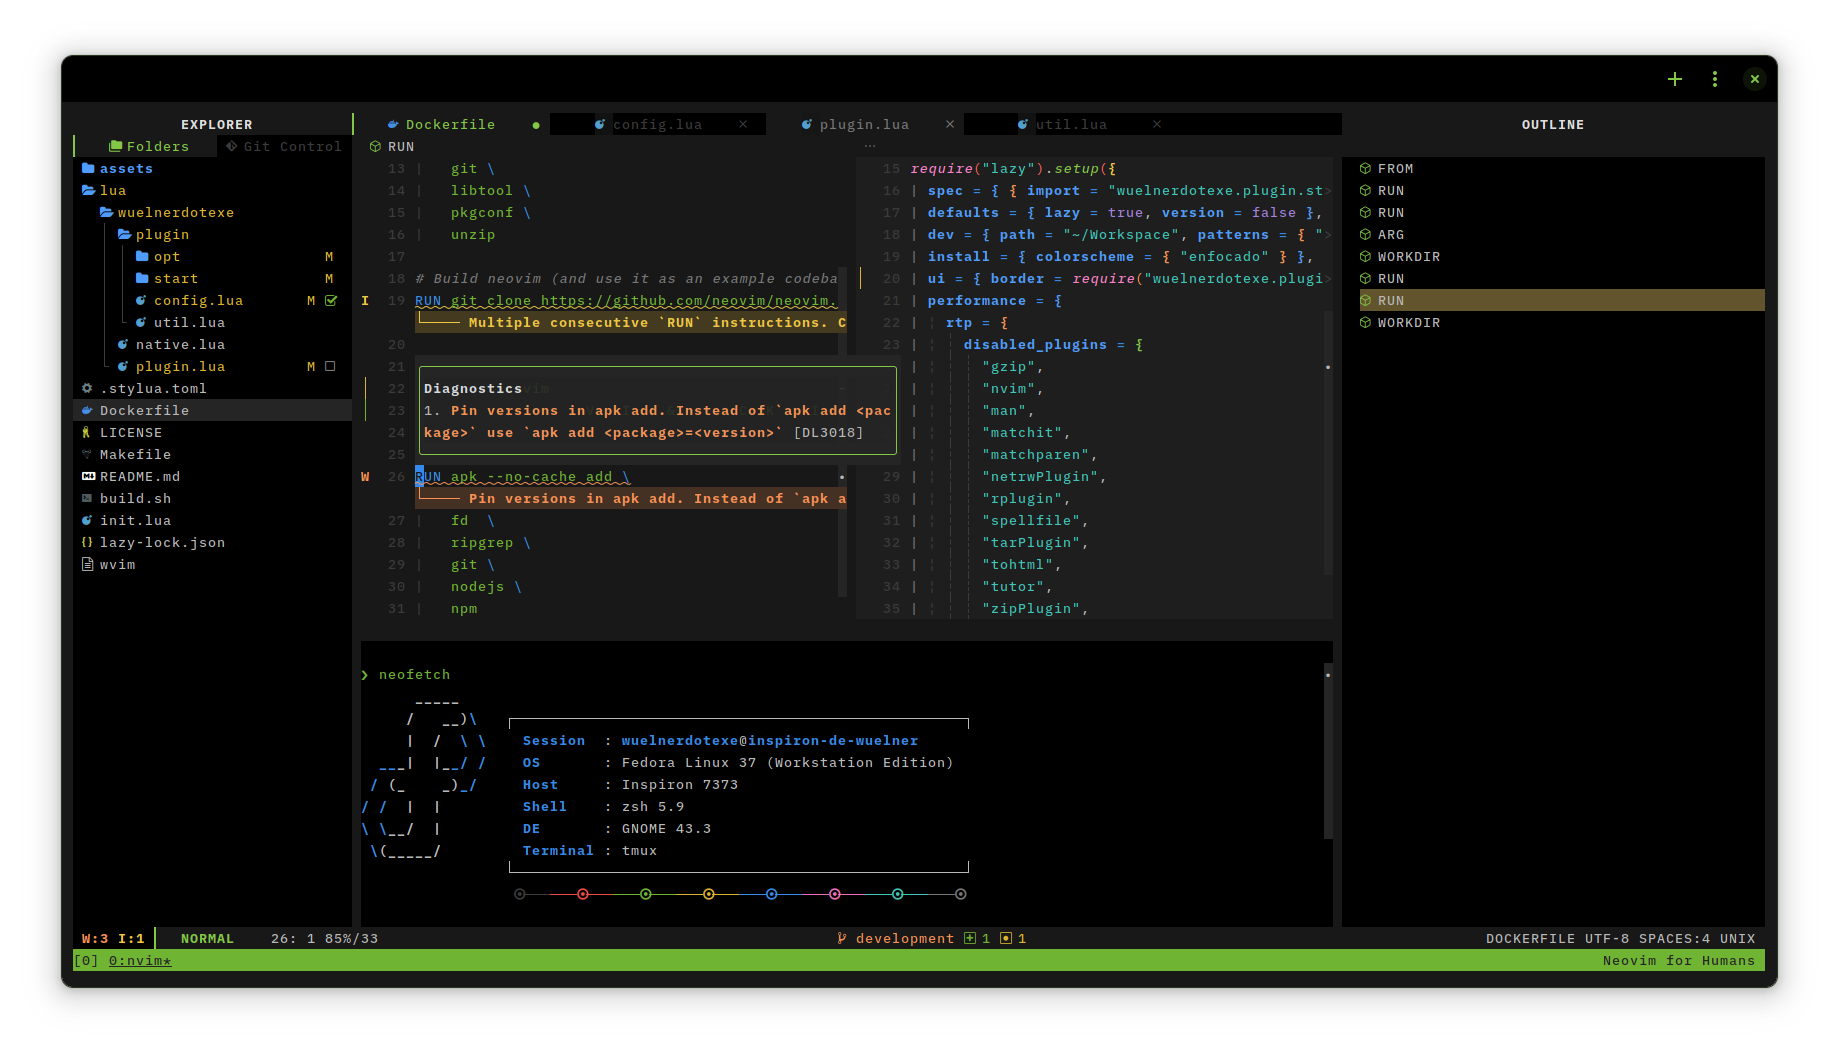 EXPLORER
Folders Git Control
assets
lua
wuelnerdotexe
plugin
opt M
start M
config.lua M
util.lua
native.lua
plugin.lua M
.stylua.toml
Dockerfile
LICENSE
Makefile
README.md
build.sh
init.lua
lazy-lock.json
wvim
Dockerfile ● config.lua × plugin.lua × util.lua ×
RUN
13 | git \
14 | libtool \
15 | pkgconf \
16 | unzip
17
18 # Build neovim (and use it as an example codeba
I 19 RUN git clone https://github.com/neovim/neovim.
Multiple consecutive `RUN` instructions. C
20
21
22
23
24
25
Diagnostics
1. Pin versions in apk add. Instead of `apk add <pac
kage>` use `apk add <package>=<version>` [DL3018]
W 26 RUN apk --no-cache add \
Pin versions in apk add. Instead of `apk a
27 | fd \
28 | ripgrep \
29 | git \
30 | nodejs \
31 | npm
...
15 require("lazy").setup({
16 | spec = { { import = "wuelnerdotexe.plugin.st>
17 | defaults = { lazy = true, version = false },
18 | dev = { path = "~/Workspace", patterns = { ">
19 | install = { colorscheme = { "enfocado" } },
20 | ui = { border = require("wuelnerdotexe.plugi>
21 | performance = {
22 | rtp = {
23 | disabled_plugins = {
"gzip",
"nvim",
"man",
"matchit",
"matchparen",
29 | "netrwPlugin",
30 | "rplugin",
31 | "spellfile",
32 | "tarPlugin",
33 | "tohtml",
34 | "tutor",
35 | "zipPlugin",
OUTLINE
FROM
RUN
RUN
ARG
WORKDIR
RUN
RUN
WORKDIR
❯ neofetch
Session : wuelnerdotexe@inspiron-de-wuelner
OS : Fedora Linux 37 (Workstation Edition)
Host : Inspiron 7373
Shell : zsh 5.9
DE : GNOME 43.3
Terminal : tmux
W:3 I:1 NORMAL 26: 1 85%/33 development 1 1 DOCKERFILE UTF-8 SPACES:4 UNIX
[0] 0:nvim* Neovim for Humans